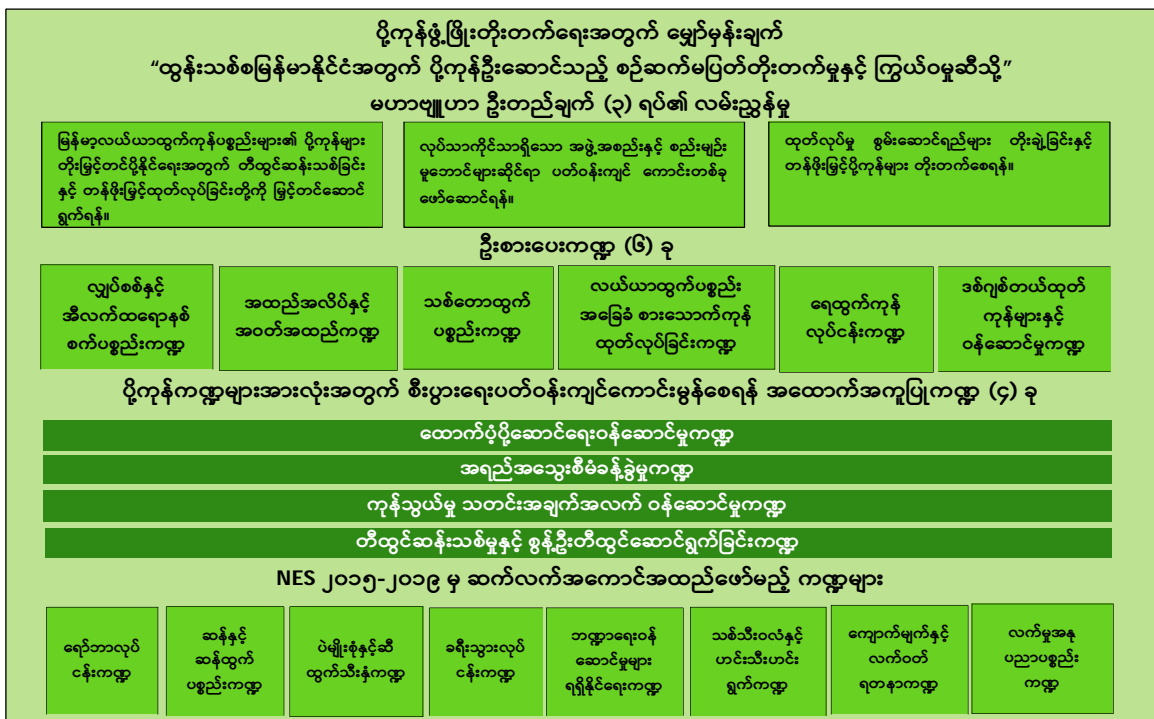 ပို့ကုန်ဖွံ့ဖြိုးတိုးတက်ရေးအတွက် မျှော်မှန်းချက်
“ထွန်းသစ်စမြန်မာနိုင်ငံအတွက် ပို့ကုန်ဦးဆောင်သည့် စဉ်ဆက်မပြတ်တိုးတက်မှုနှင့် ကြွယ်ဝမှုဆီသို့”
မဟာဗျူဟာ ဦးတည်ချက် (၃) ရပ်၏ လမ်းညွှန်မှု
မြန်မာ့လယ်ယာထွက်ကုန်ပစ္စည်းများ၏ ပို့ကုန်များ
တိုးမြှင့်တင်ပို့နိုင်ရေးအတွက် တီထွင်ဆန်းသစ်ခြင်း
နှင့် တန်ဖိုးမြှင့်ထုတ်လုပ်ခြင်းတို့ကို မြှင့်တင်ဆောင်
ရွက်ရန်။
လုပ်သာကိုင်သာရှိသော အဖွဲ့အစည်းနှင့် စည်းမျဉ်း
မူဘောင်များဆိုင်ရာ ပတ်ဝန်းကျင် ကောင်းတစ်ခု
ဖော်ဆောင်ရန်။
ထုတ်လုပ်မှု စွမ်းဆောင်ရည်များ တိုးချဲ့ခြင်းနှင့်
တန်ဖိုးမြှင့်ပို့ကုန်များ တိုးတက်စေရန်။
ဦးစားပေးကဏ္ဍ (၆) ခု
လျှပ်စစ်နှင့်
အီလက်ထရောနစ်
စက်ပစ္စည်းကဏ္ဍ
အထည်အလိပ်နှင့်
အဝတ်အထည်ကဏ္ဍ
သစ်တောထွက်
ပစ္စည်းကဏ္ဍ
လယ်ယာထွက်ပစ္စည်း
အခြေခံ စားသောက်ကုန်
ထုတ်လုပ်ခြင်းကဏ္ဍ
ရေထွက်ကုန်
လုပ်ငန်းကဏ္ဍ
ဒစ်ဂျစ်တယ်ထုတ်
ကုန်များနှင့်
ဝန်ဆောင်မှုကဏ္ဍ
ပို့ကုန်ကဏ္ဍများအားလုံးအတွက် စီးပွားရေးပတ်ဝန်းကျင်ကောင်းမွန်စေရန် အထောက်အကူပြုကဏ္ဍ (၄) ခု
ထောက်ပံ့ပို့ဆောင်ရေးဝန်ဆောင်မှုကဏ္ဍ
အရည်အသွေးစီမံခန့်ခွဲမှုကဏ္ဍ
ကုန်သွယ်မှု သတင်းအချက်အလက် ဝန်ဆောင်မှုကဏ္ဍ
တီထွင်ဆန်းသစ်မှုနှင့် စွန့်ဦးတီထွင်ဆောင်ရွက်ခြင်းကဏ္ဍ
NES ၂၀၁၅-၂၀၁၉ မှ ဆက်လက်အကောင်အထည်ဖော်မည့် ကဏ္ဍများ
ရော်ဘာလုပ်
ငန်းကဏ္ဍ
ဆန်နှင့်
ဆန်ထွက်
ပစ္စည်းကဏ္ဍ
ပဲမျိုးစုံနှင့်ဆီ
ထွက်သီးနှံကဏ္ဍ
ခရီးသွားလုပ်
ငန်းကဏ္ဍ
ဘဏ္ဍာရေးဝန်
ဆောင်မှုများ
ရရှိနိုင်ရေးကဏ္ဍ
သစ်သီးဝလံနှင့်
ဟင်းသီးဟင်း
ရွက်ကဏ္ဍ
ကျောက်မျက်နှင့်
လက်ဝတ်
ရတနာကဏ္ဍ
လက်မှုအနု
ပညာပစ္စည်း
ကဏ္ဍ